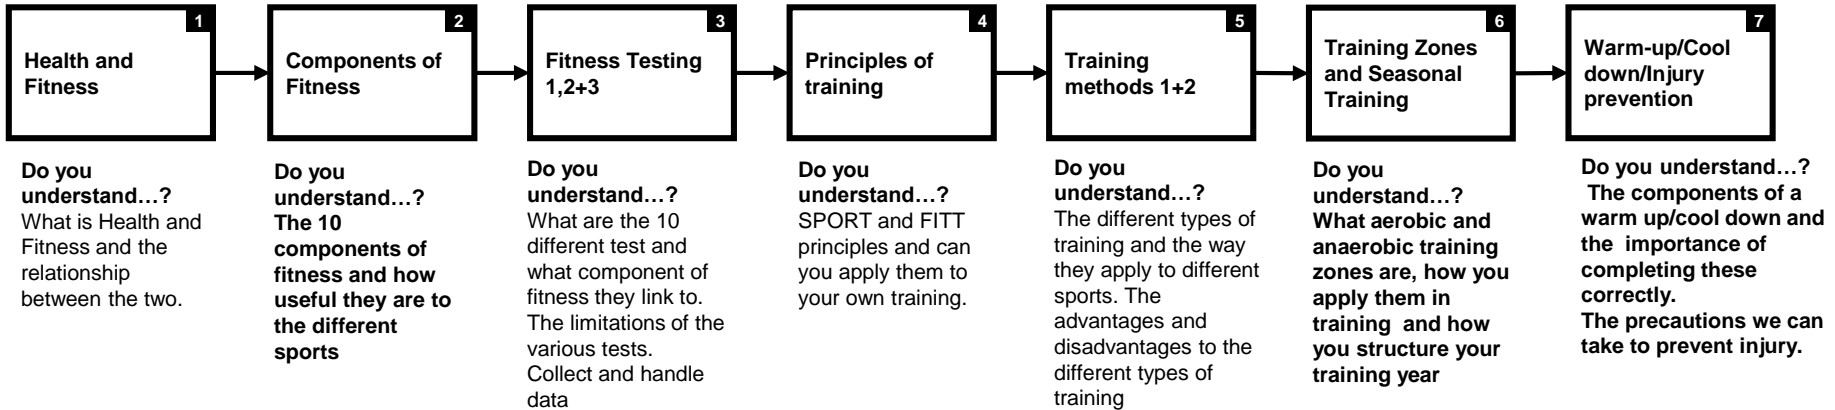 1
Health and
Fitness
2
Components of
Fitness
3
Fitness Testing
1,2+3
4
Principles of
training
5
Training
methods 1+2
6
Training Zones
and Seasonal
Training
7
Warm-up/Cool
down/Injury
prevention
Do you
understand…?
What is Health and
Fitness and the
relationship
between the two.
Do you
understand…?
The 10
components of
fitness and how
useful they are to
the different
sports
Do you
understand…?
What are the 10
different test and
what component of
fitness they link to.
The limitations of the
various tests.
Collect and handle
data
Do you
understand…?
SPORT and FITT
principles and can
you apply them to
your own training.
Do you
understand…?
The different types of
training and the way
they apply to different
sports. The
advantages and
disadvantages to the
different types of
training
Do you
understand…?
What aerobic and
anaerobic training
zones are, how you
apply them in
training  and how
you structure your
training year
Do you understand…?
The components of a
warm up/cool down and
the  importance of
completing these
correctly.
The precautions we can
take to prevent injury.